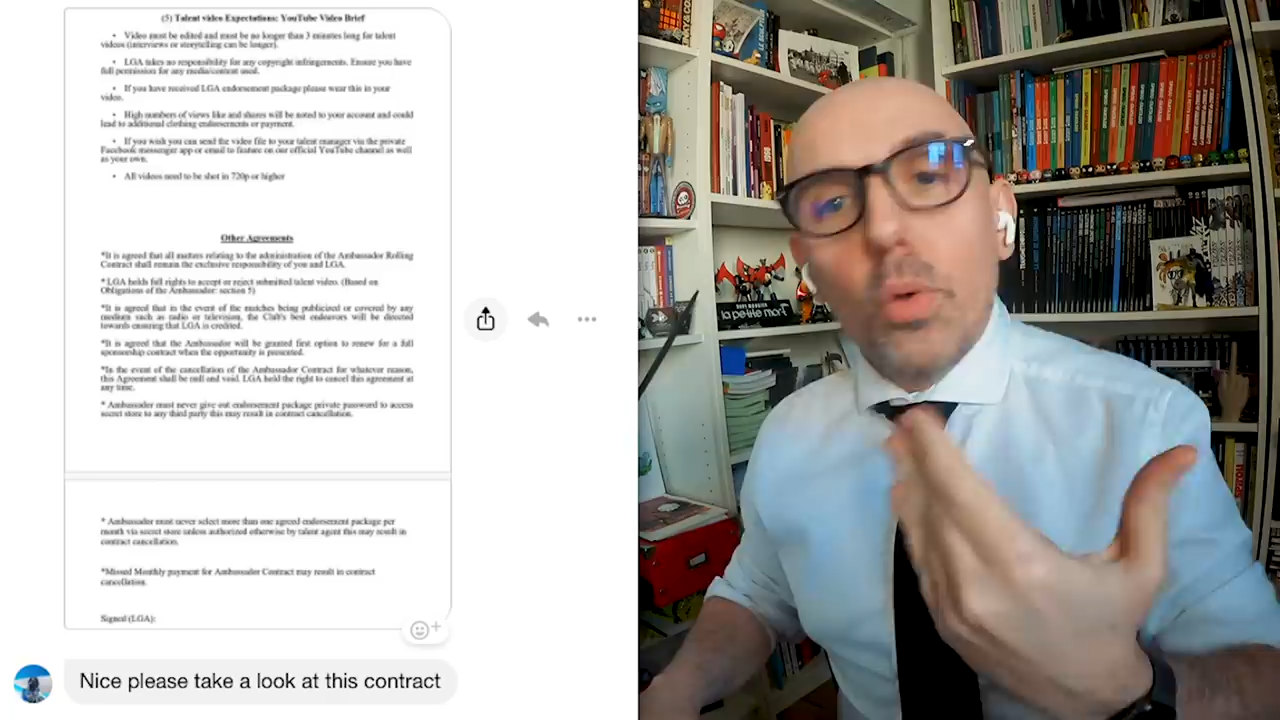 (5) Talent video Expectations: YouTube Video Brief
• Video must be edited and must be no longer than 3 minutes long for talent
videos (interviews or storytelling can be longer).
• LGA takes no responsibility for any copyright infringements. Ensure you have
full permission for any media/content used.
• If you have received LGA endorsement package please wear this in your
video.
• High numbers of views like and shares will be noted to your account and could
lead to additional clothing endorsements or payment.
• If you wish you can send the video file to your talent manager via the private
Facebook messenger app or email to feature on our official YouTube channel as well
as your own.
• All videos need to be shot in 720p or higher
Other Agreements
*It is agreed that all matters relating to the administration of the Ambassador Rolling
Contract shall remain the exclusive responsibility of you and LGA.
* LGA holds full rights to accept or reject submitted talent video. (Based on
Obligations of the Ambassador: section 5)
*It is agreed that in the event of the matches being publicized or covered by any
medium such as radio or television, the Club's best endeavors will be directed
towards ensuring that LGA is credited.
*It is agreed that the Ambassador will be granted first option to renew for a full
sponsorship contract when the opportunity is presented.
*In the event of the cancellation of the Ambassador Contract for whatever reason,
this Agreement shall be null and void. LGA hold the right to cancel this agreement at
any time.
* Ambassador must never give out endorsement package private password to access
secret store to any third party this may result in contract cancellation.
* Ambassador must never select more than one agreed endorsement package per
month via secret store unless authorized otherwise by talent agent this may result in
contract cancellation.
*Missed Monthly payment for Ambassador Contract may result in contract
cancellation.
Signed (LGA):
Nice please take a look at this contract
la petite mort